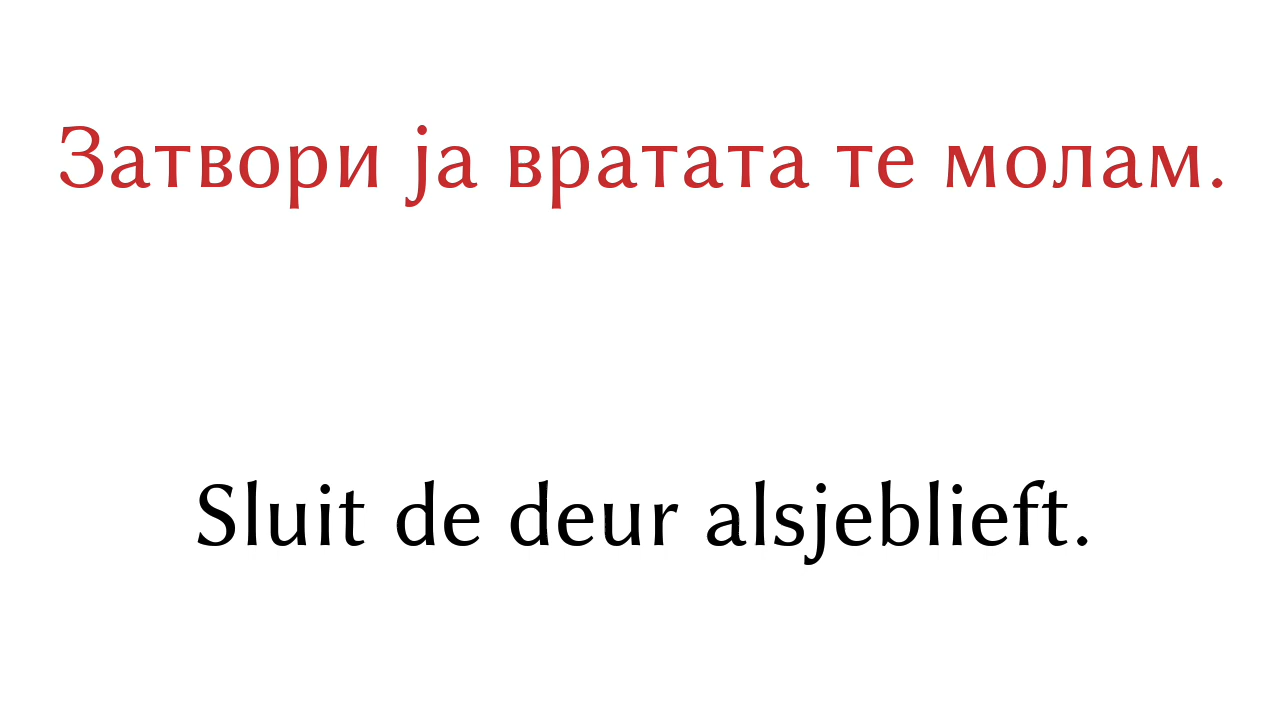 Затвори ја вратата те молам.
Sluit de deur alsjeblieft.